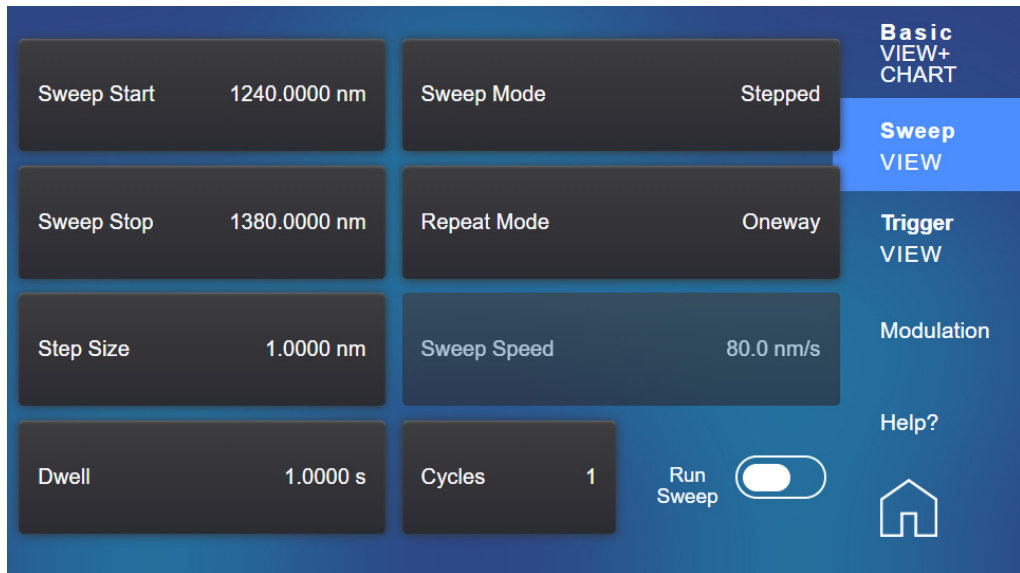 Sweep Start 1240.0000 nm
Sweep Mode Stepped
Sweep Stop 1380.0000 nm
Repeat Mode Oneway
Step Size 1.0000 nm
Sweep Speed 80.0 nm/s
Dwell 1.0000 s
Cycles 1
Run
Sweep
Basic
VIEW+
CHART
Sweep
VIEW
Trigger
VIEW
Modulation
Help?